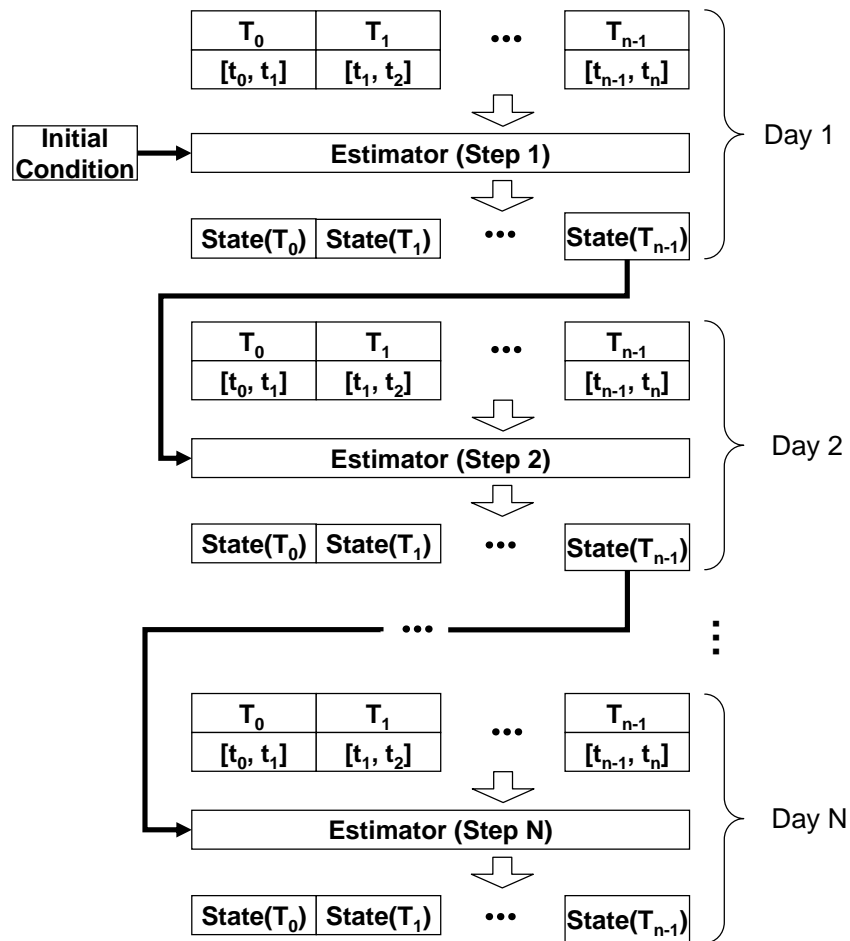 T₀ T₁ ••• Tₙ₋₁
[t₀, t₁] [t₁, t₂] [tₙ₋₁, tₙ]
Day 1
Initial
Condition
Estimator (Step 1)
State(T₀) State(T₁) ••• State(Tₙ₋₁)
T₀ T₁ ••• Tₙ₋₁
[t₀, t₁] [t₁, t₂] [tₙ₋₁, tₙ]
Day 2
Estimator (Step 2)
State(T₀) State(T₁) ••• State(Tₙ₋₁)
•••
⋮
T₀ T₁ ••• Tₙ₋₁
[t₀, t₁] [t₁, t₂] [tₙ₋₁, tₙ]
Day N
Estimator (Step N)
State(T₀) State(T₁) ••• State(Tₙ₋₁)